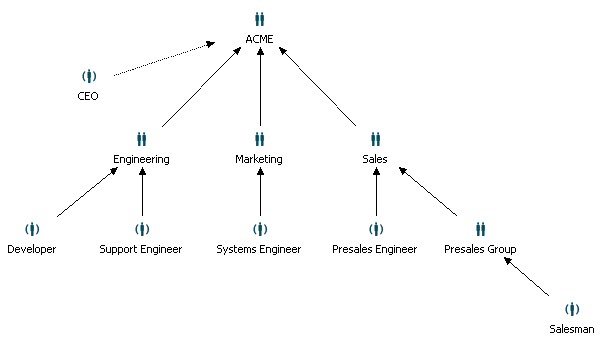 ACME
CEO
Engineering
Marketing
Sales
Developer
Support Engineer
Systems Engineer
Presales Engineer
Presales Group
Salesman